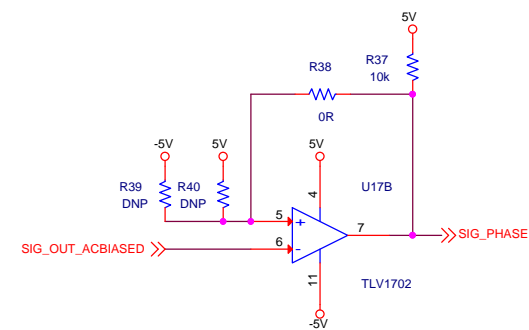 5V
R38
R37
10k
0R
-5V
5V
5V
R39
R40
DNP
DNP
4
U17B
5
+
7
SIG_PHASE
6
-
SIG_OUT_ACBIASED
11
TLV1702
-5V